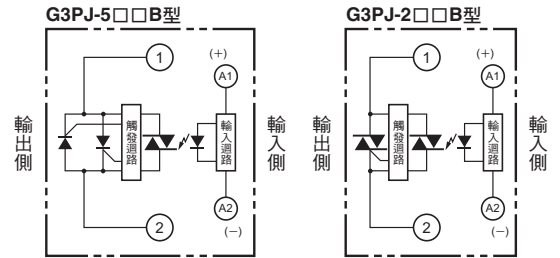 G3PJ-5□□B型
1
(+)
A1
輸出側
觸發迴路
輸入迴路
輸入側
A2
2
(−)
G3PJ-2□□B型
1
(+)
A1
輸出側
觸發迴路
輸入迴路
輸入側
A2
2
(−)